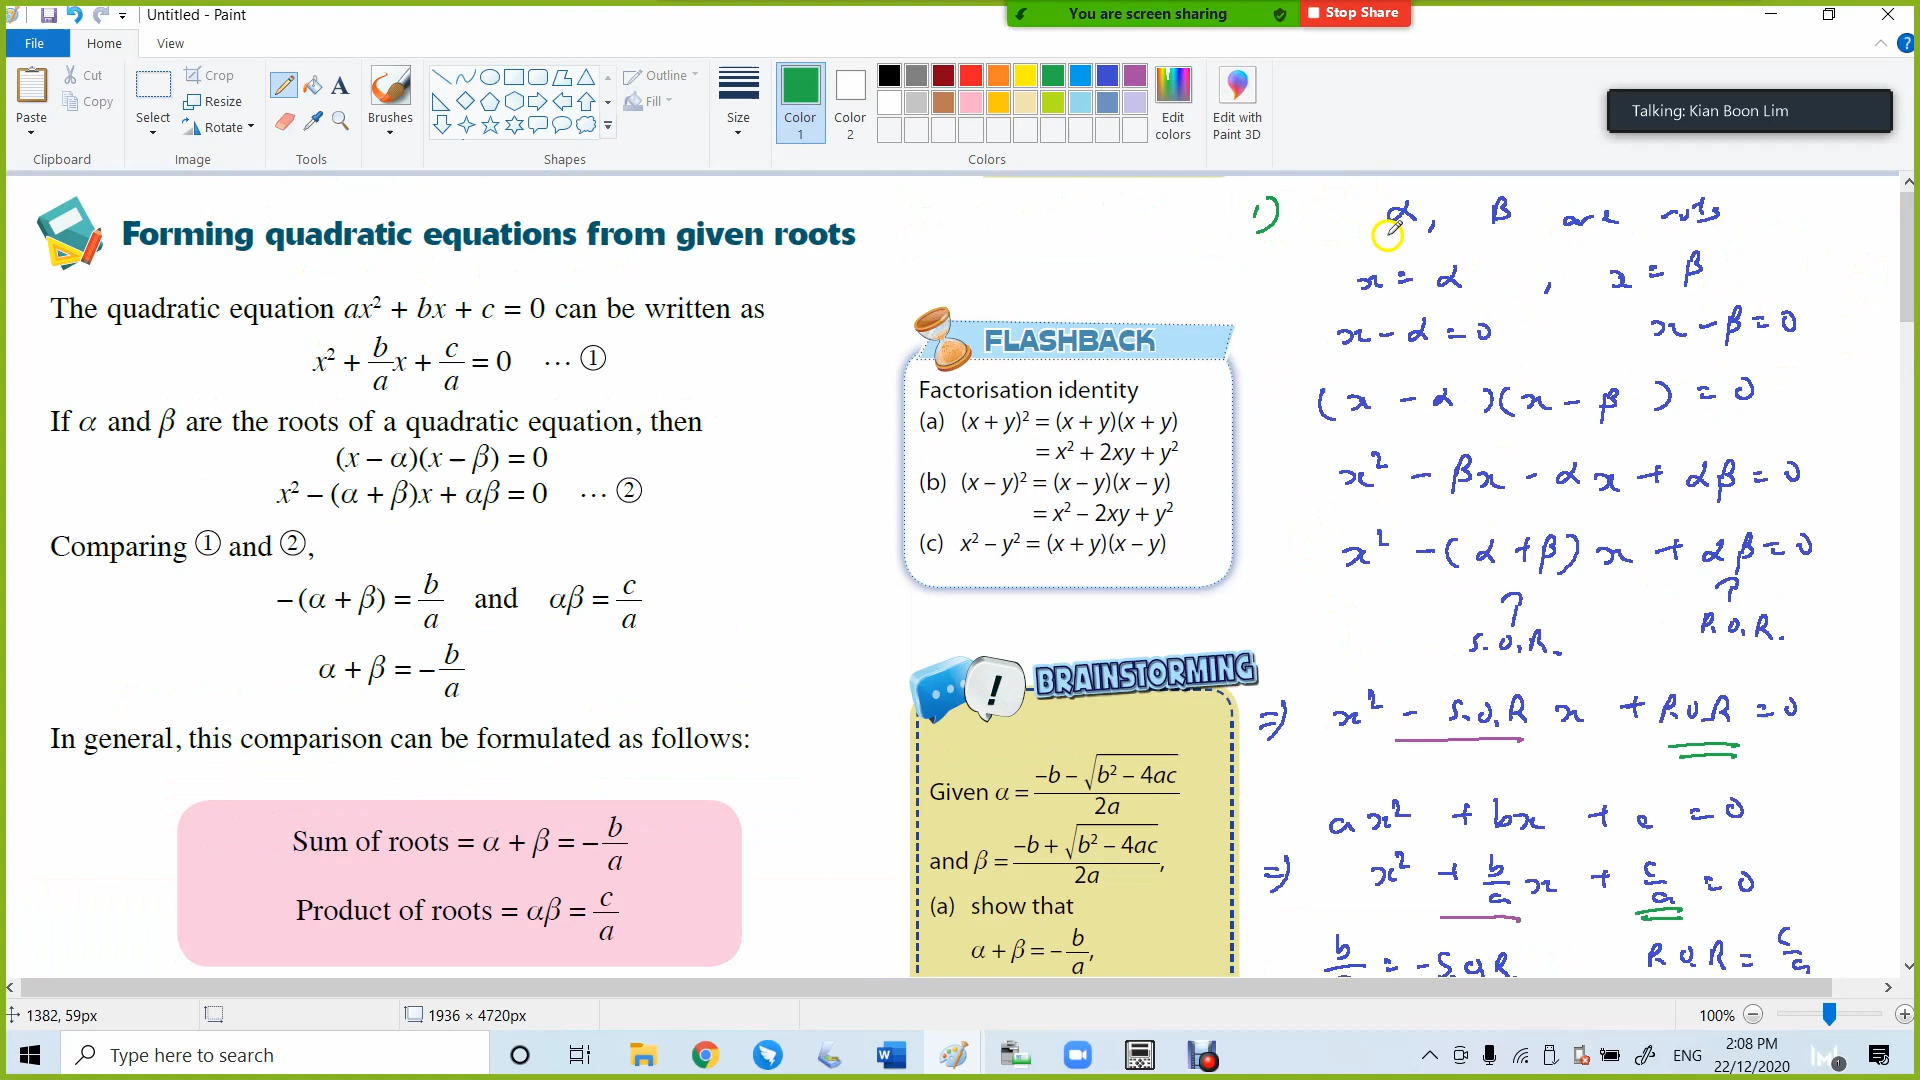 Untitled - Paint
You are screen sharing
Stop Share
File Home View
Paste
Cut
Copy
Clipboard
Select
Crop
Resize
Rotate
Image
Tools
Brushes
Outline
Fill
Shapes
Size
Color 1
Color 2
Edit colors
Colors
Edit with Paint 3D
Talking: Kian Boon Lim
Forming quadratic equations from given roots
The quadratic equation ax² + bx + c = 0 can be written as
x² + b/a x + c/a = 0 ... ①
If α and β are the roots of a quadratic equation, then
(x – α)(x – β) = 0
x² – (α + β)x + αβ = 0 ... ②
Comparing ① and ②,
– (α + β) = b/a and αβ = c/a
α + β = – b/a
In general, this comparison can be formulated as follows:
Sum of roots = α + β = – b/a
Product of roots = αβ = c/a
FLASHBACK
Factorisation identity
(a) (x + y)² = (x + y)(x + y)
= x² + 2xy + y²
(b) (x – y)² = (x – y)(x – y)
= x² – 2xy + y²
(c) x² – y² = (x + y)(x – y)
! BRAINSTORMING
Given α = (–b – √(b² – 4ac))/2a
and β = (–b + √(b² – 4ac))/2a,
(a) show that
α + β = – b/a,
1) α, β are roots
x = α , x = β
x - α = 0 x - β = 0
(x - α)(x - β) = 0
x² - βx - αx + αβ = 0
x² - (α + β) x + αβ = 0
S.O.R. P.O.R.
⇒ x² - S.O.R x + P.O.R = 0
ax² + bx + c = 0
⇒ x² + b/a x + c/a = 0
b/a = -S.O.R. P.O.R = c/a
1382, 59px
1936 × 4720px
100%
Type here to search
ENG
2:08 PM
22/12/2020
1